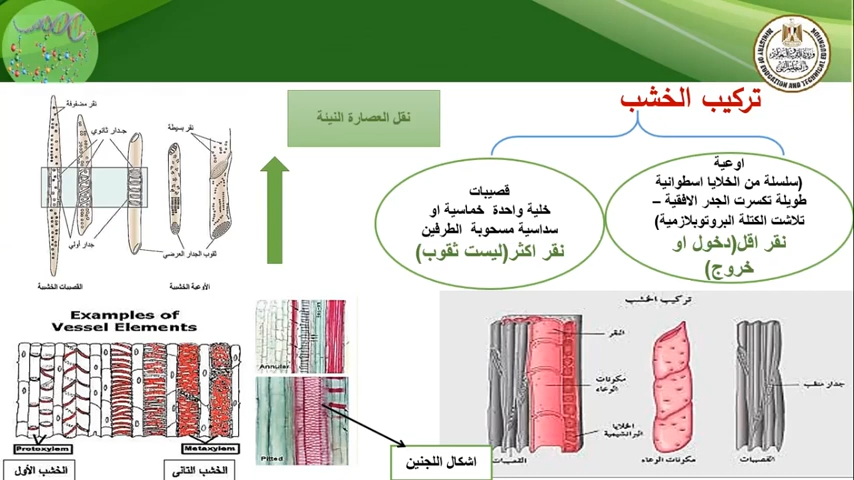 تركيب الخشب
نقل العصارة النيئة
اوعية
(سلسلة من الخلايا اسطوانية
طويلة تكسرت الجدر الافقية –
تلاشت الكتلة البروتوبلازمية)
نقر اقل(دخول او
خروج)
قصيبات
خلية واحدة خماسية او
سداسية مسحوبة الطرفين
نقر اكثر(ليست ثقوب)
نقر مضفوفة
جدار ثانوي
نقر بسيطة
جدار أولي
ثقوب الجدار العرضي
القصيبات الخشبية
الأوعية الخشبية
Examples of
Vessel Elements
Protoxylem
Metaxylem
الخشب الأول
الخشب التالى
Annular
Pitted
اشكال اللجنين
تركيب الخشب
النقر
مكونات
الوعاء
الخلايا
البرانشيمية
جدار مثقب
القصيبات
مكونات الوعاء
القصيبات